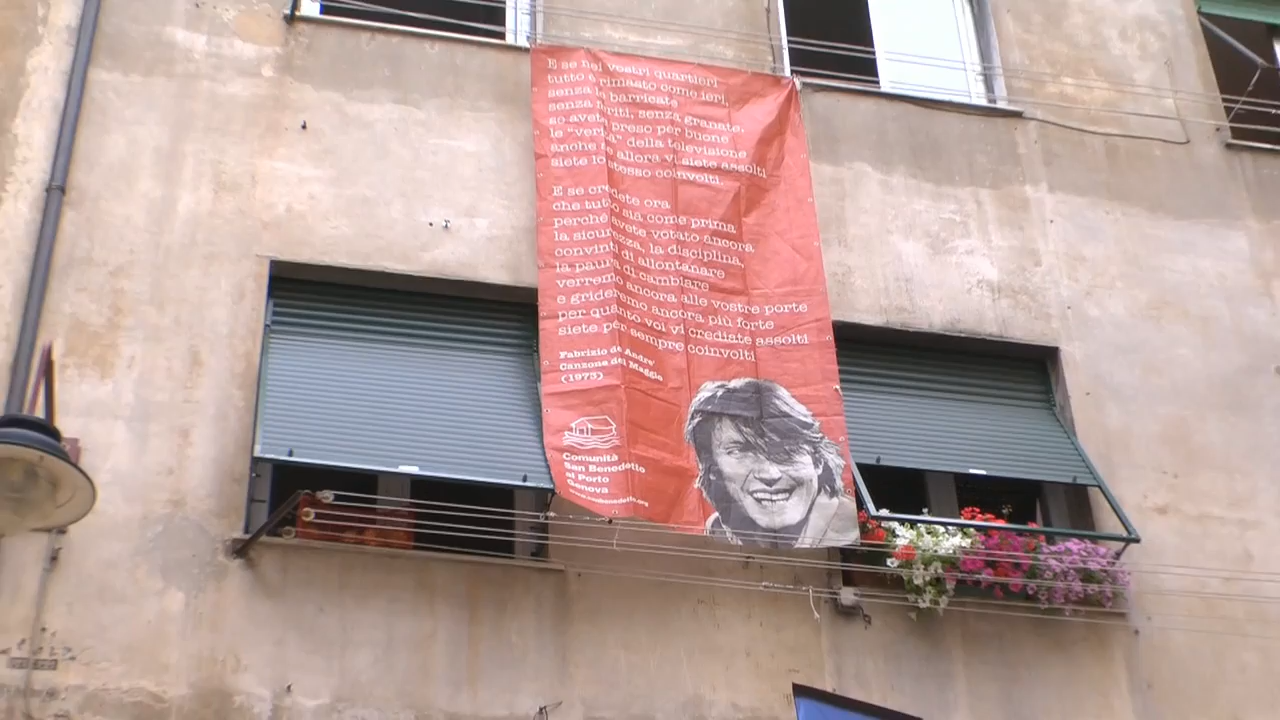 E se nei vostri quartieri
tutto è rimasto come ieri,
senza le barricate
senza feriti, senza granate,
se avete preso per buone
le "verità" della televisione
anche se allora vi siete assolti
siete lo stesso coinvolti.
E se credete ora
che tutto sia come prima
perché avete votato ancora
la sicurezza, la disciplina,
convinti di allontanare
la paura di cambiare
verremo ancora alle vostre porte
e grideremo ancora più forte
per quanto voi vi crediate assolti
siete per sempre coinvolti
Fabrizio de Andre'
Canzone del Maggio
(1973)
Comunità
San Benedetto
al Porto
Genova